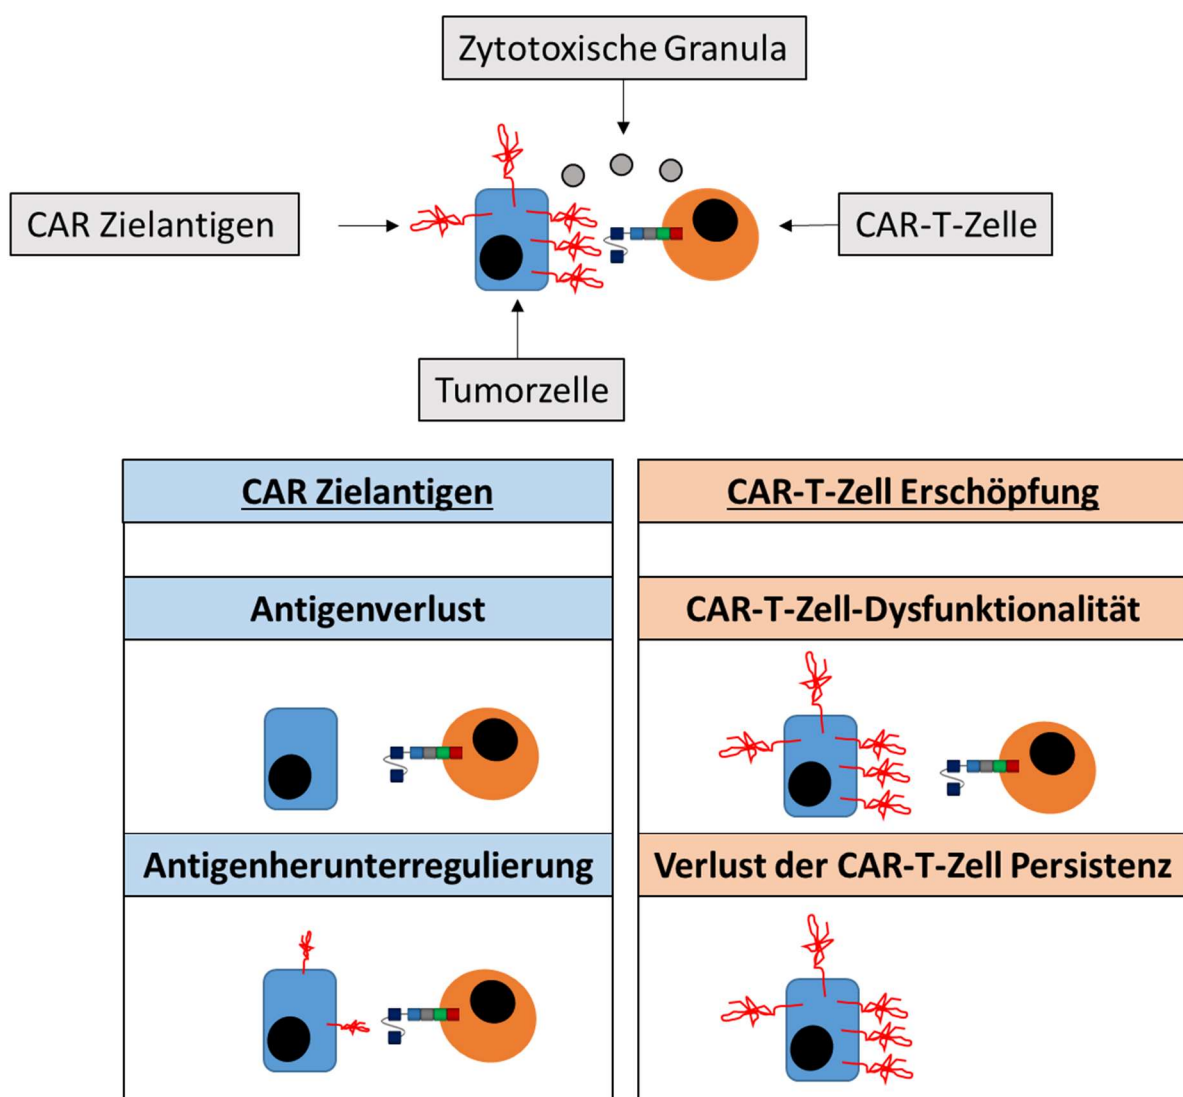 Zytotoxische Granula
CAR Zielantigen
CAR-T-Zelle
Tumorzelle
CAR Zielantigen
CAR-T-Zell Erschöpfung
Antigenverlust
CAR-T-Zell-Dysfunktionalität
Antigenherunterregulierung
Verlust der CAR-T-Zell Persistenz